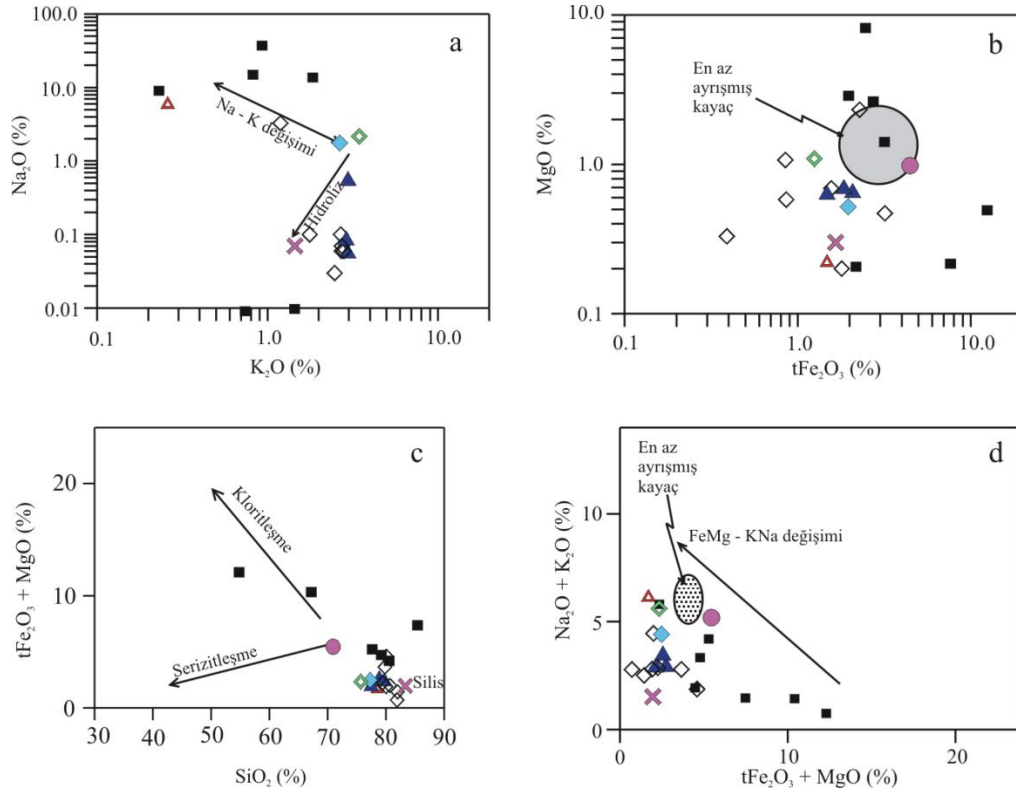 a
100.0
10.0
1.0
0.1
0.01
Na₂O (%)
Na - K değişimi
Hidroliz
0.1
1.0
10.0
K₂O (%)
b
10.0
1.0
0.1
MgO (%)
En az
ayrışmış
kayaç
0.1
1.0
10.0
tFe₂O₃ (%)
c
20
10
0
tFe₂O₃ + MgO (%)
Kloritleşme
Serizitleşme
Silis
30
40
50
60
70
80
90
SiO₂ (%)
d
En az
ayrışmış
kayaç
FeMg - KNa değişimi
10
5
0
Na₂O + K₂O (%)
0
10
20
tFe₂O₃ + MgO (%)